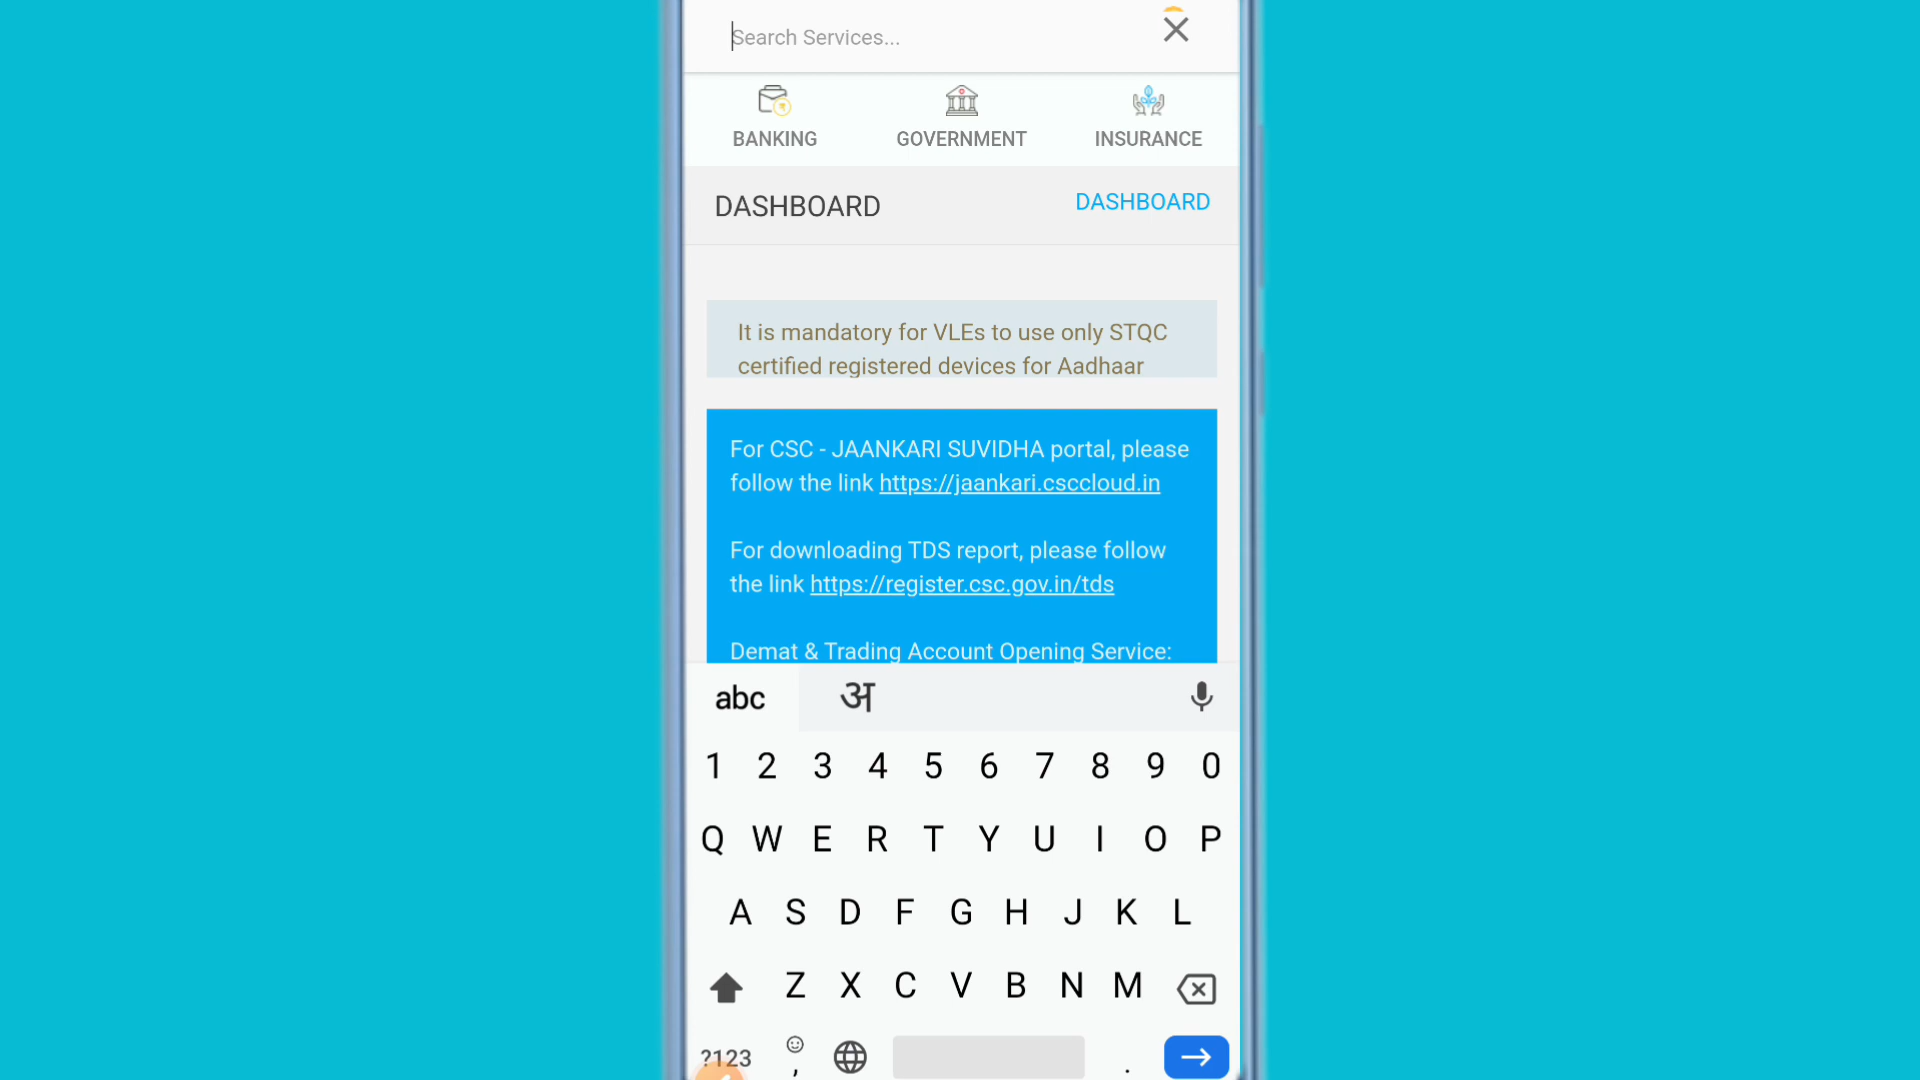 Search Services...
BANKING GOVERNMENT INSURANCE
DASHBOARD DASHBOARD
It is mandatory for VLEs to use only STQC
certified registered devices for Aadhaar
For CSC - JAANKARI SUVIDHA portal, please
follow the link https://jaankari.csccloud.in
For downloading TDS report, please follow
the link https://register.csc.gov.in/tds
Demat & Trading Account Opening Service:
abc अ
1 2 3 4 5 6 7 8 9 0
Q W E R T Y U I O P
A S D F G H J K L
Z X C V B N M
?123 , .